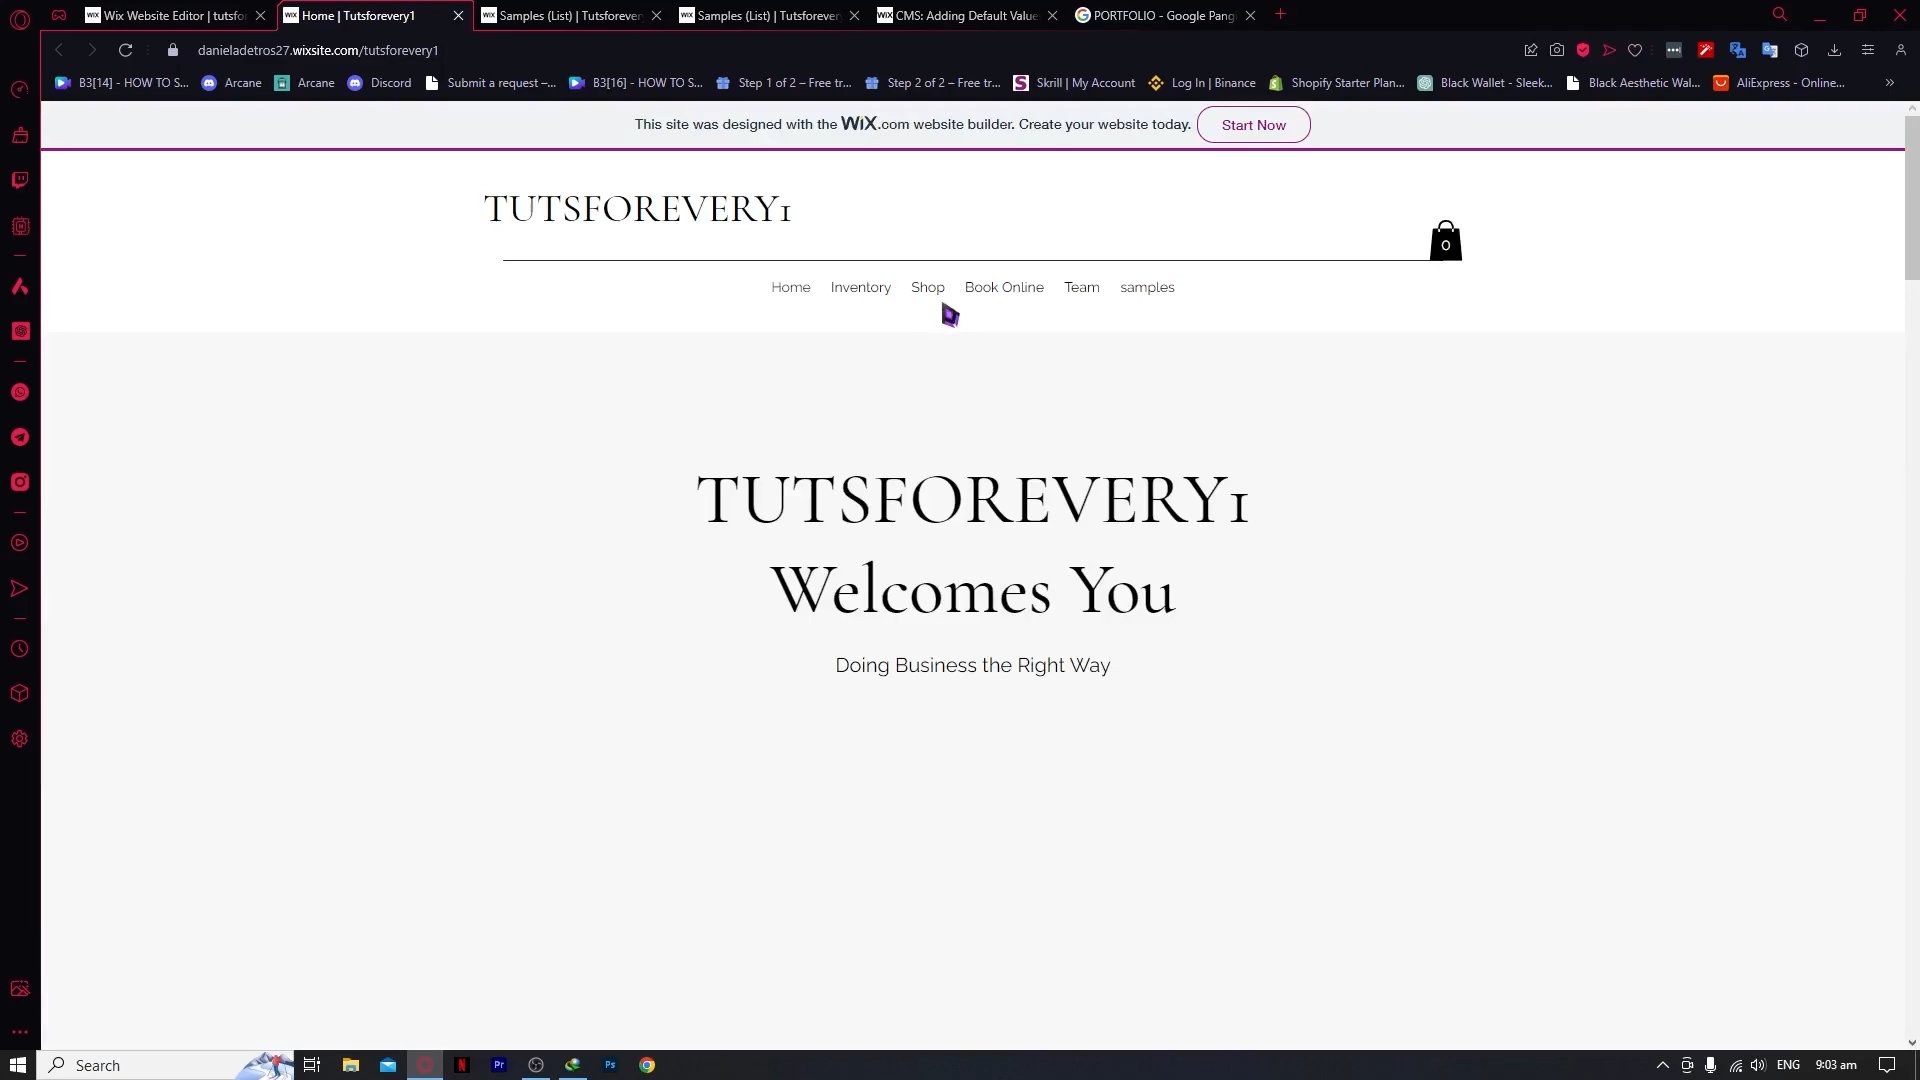 Wix Website Editor | tutsfor
Home | Tutsforevery1
Samples (List) | Tutsforever
Samples (List) | Tutsforever
CMS: Adding Default Value
PORTFOLIO - Google Pang
danieladetros27.wixsite.com/tutsforevery1
B3[14] - HOW TO S...
Arcane
Arcane
Discord
Submit a request –...
B3[16] - HOW TO S...
Step 1 of 2 – Free tr...
Step 2 of 2 – Free tr...
Skrill | My Account
Log In | Binance
Shopify Starter Plan...
Black Wallet - Sleek...
Black Aesthetic Wal...
AliExpress - Online...
This site was designed with the WiX.com website builder. Create your website today.
Start Now
TUTSFOREVERY1
0
Home
Inventory
Shop
Book Online
Team
samples
TUTSFOREVERY1
Welcomes You
Doing Business the Right Way
Search
ENG
9:03 am